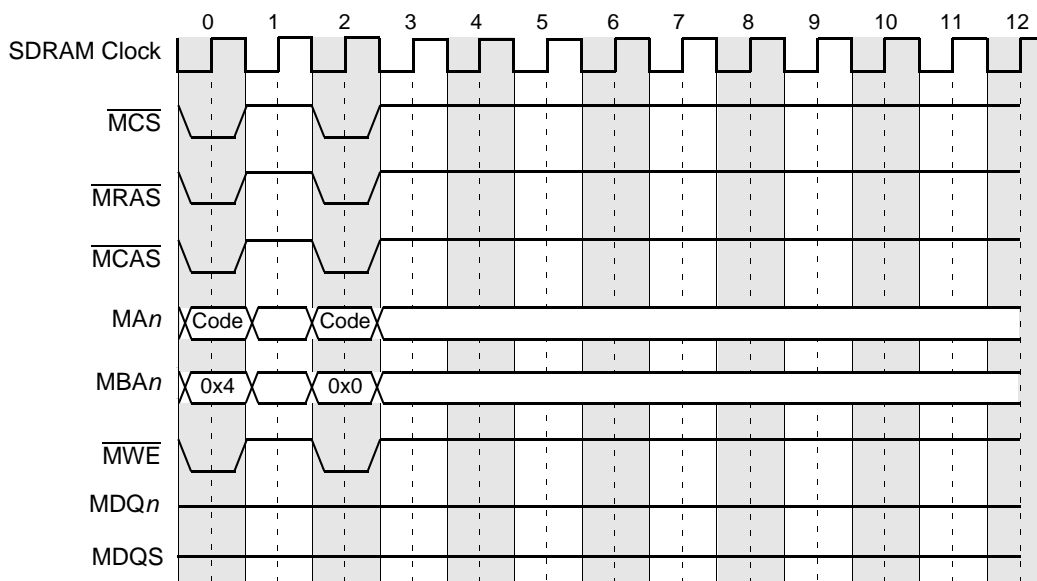 0 1 2 3 4 5 6 7 8 9 10 11 12
SDRAM Clock
MCS
MRAS
MCAS
MAn Code Code
MBAn 0x4 0x0
MWE
MDQn
MDQS